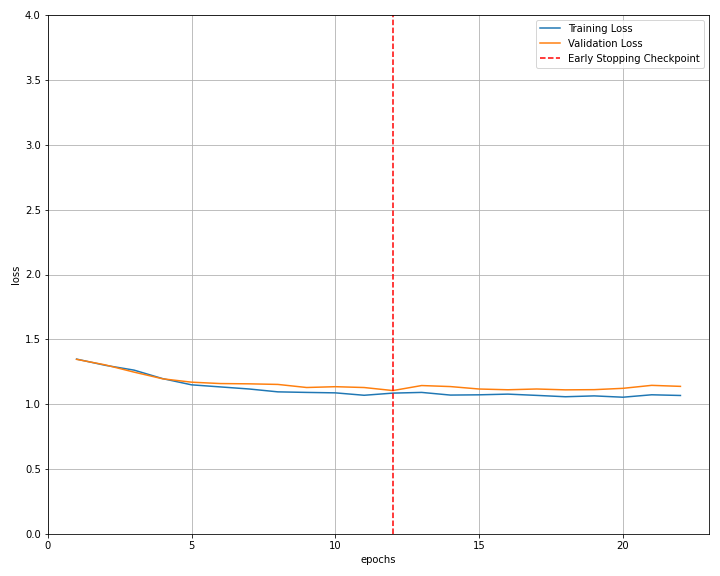 4.0
3.5
3.0
2.5
2.0
1.5
1.0
0.5
0.0
loss
0 5 10 15 20
epochs
Training Loss
Validation Loss
Early Stopping Checkpoint